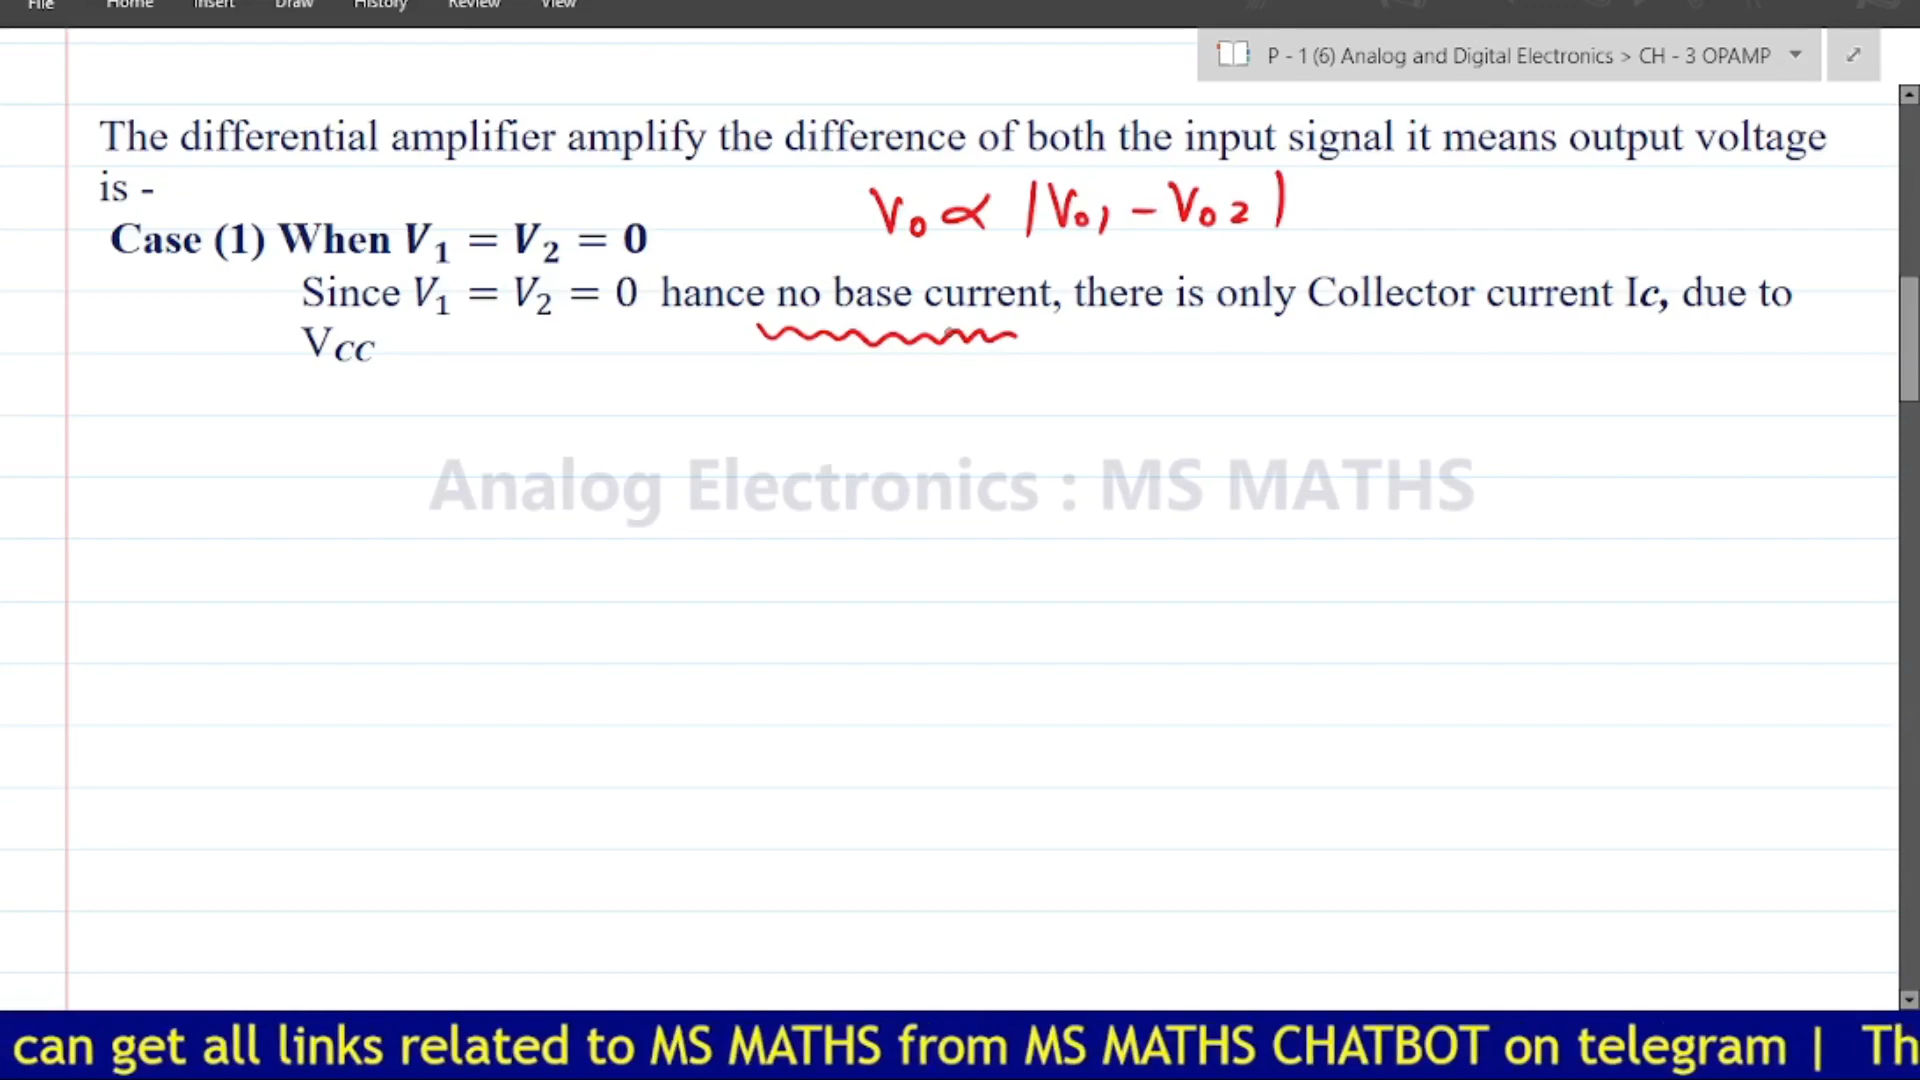 File Home Insert Draw History Review View
P - 1 (6) Analog and Digital Electronics > CH - 3 OPAMP
The differential amplifier amplify the difference of both the input signal it means output voltage
is -
V₀ ∝ |V₀₁ - V₀₂|
Case (1) When V₁ = V₂ = 0
Since V₁ = V₂ = 0 hance no base current, there is only Collector current Ic, due to
Vcc
Analog Electronics : MS MATHS
can get all links related to MS MATHS from MS MATHS CHATBOT on telegram | Th